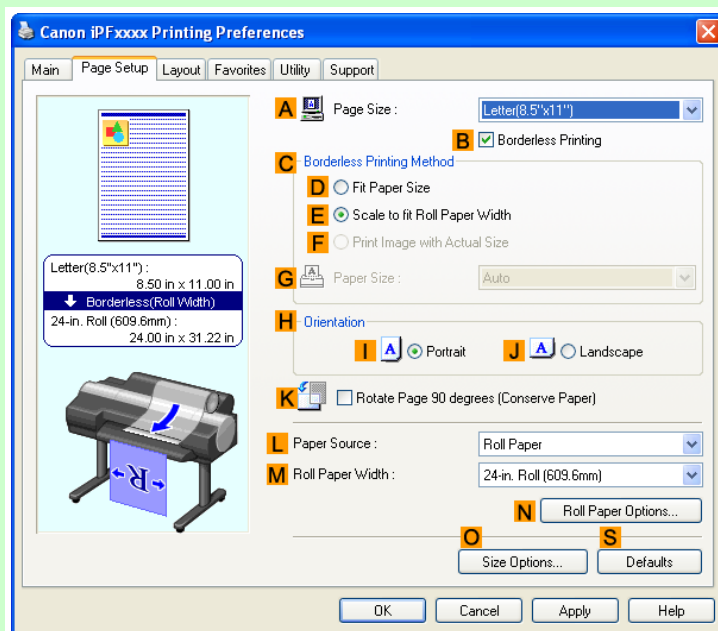 Canon iPFxxxx Printing Preferences
Main Page Setup Layout Favorites Utility Support
A Page Size : Letter(8.5"x11")
B Borderless Printing
C Borderless Printing Method
D Fit Paper Size
E Scale to fit Roll Paper Width
F Print Image with Actual Size
G Paper Size : Auto
Letter(8.5"x11") :
8.50 in x 11.00 in
Borderless(Roll Width)
24-in. Roll (609.6mm) :
24.00 in x 31.22 in
H Orientation
I A Portrait J A Landscape
K Rotate Page 90 degrees (Conserve Paper)
L Paper Source : Roll Paper
M Roll Paper Width : 24-in. Roll (609.6mm)
N Roll Paper Options...
O S
Size Options... Defaults
R
OK Cancel Apply Help